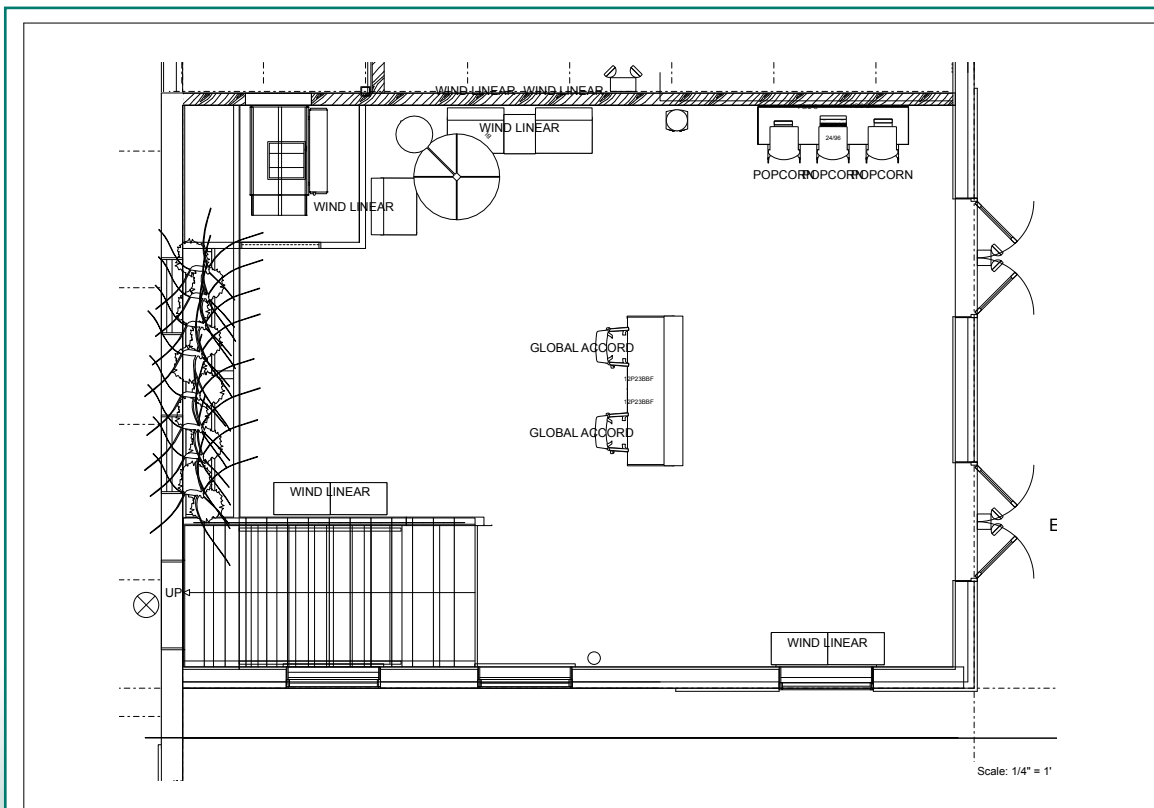 WIND LINEAR WIND LINEAR
WIND LINEAR
24/96
POPCORN POPCORN POPCORN
WIND LINEAR
GLOBAL ACCORD
12P23BBF
12P23BBF
GLOBAL ACCORD
WIND LINEAR
E
UP
WIND LINEAR
Scale: 1/4" = 1'